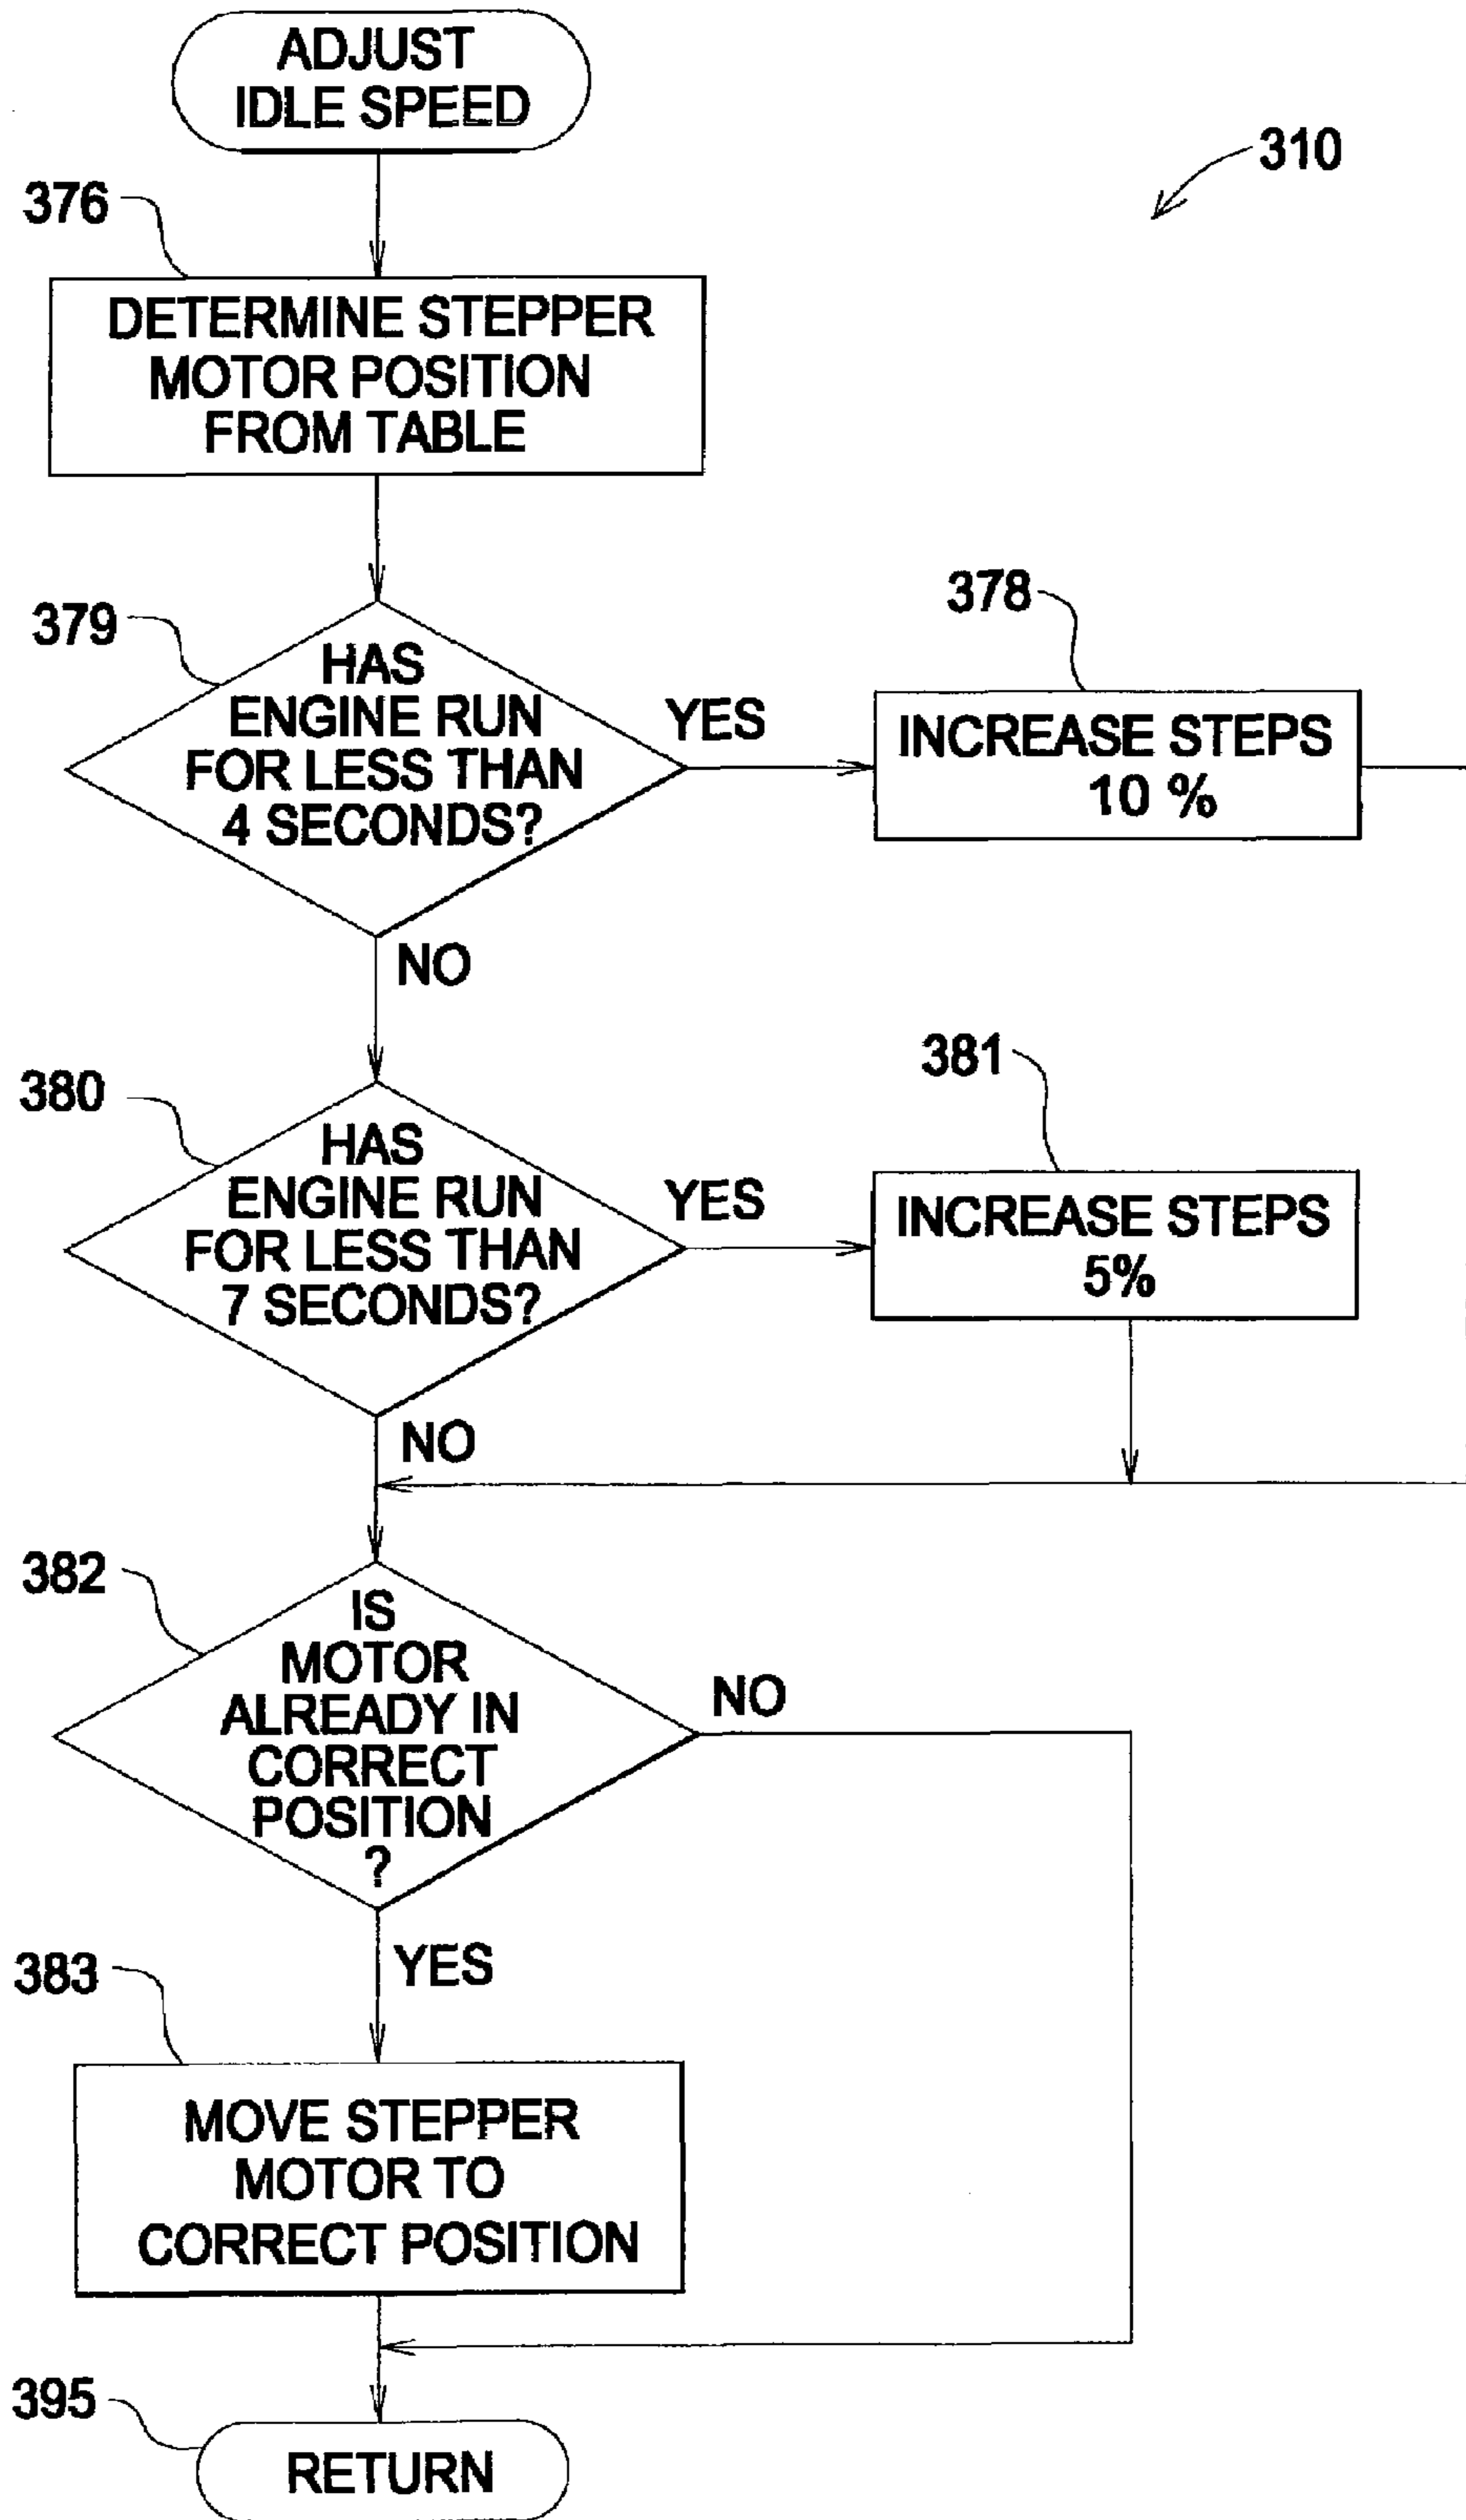 ADJUST
IDLE SPEED
310
376
DETERMINE STEPPER
MOTOR POSITION
FROM TABLE
379
HAS
ENGINE RUN
FOR LESS THAN
4 SECONDS?
YES
378
INCREASE STEPS
10 %
NO
380
HAS
ENGINE RUN
FOR LESS THAN
7 SECONDS?
YES
381
INCREASE STEPS
5%
NO
382
IS
MOTOR
ALREADY IN
CORRECT
POSITION
?
NO
YES
383
MOVE STEPPER
MOTOR TO
CORRECT POSITION
395
RETURN